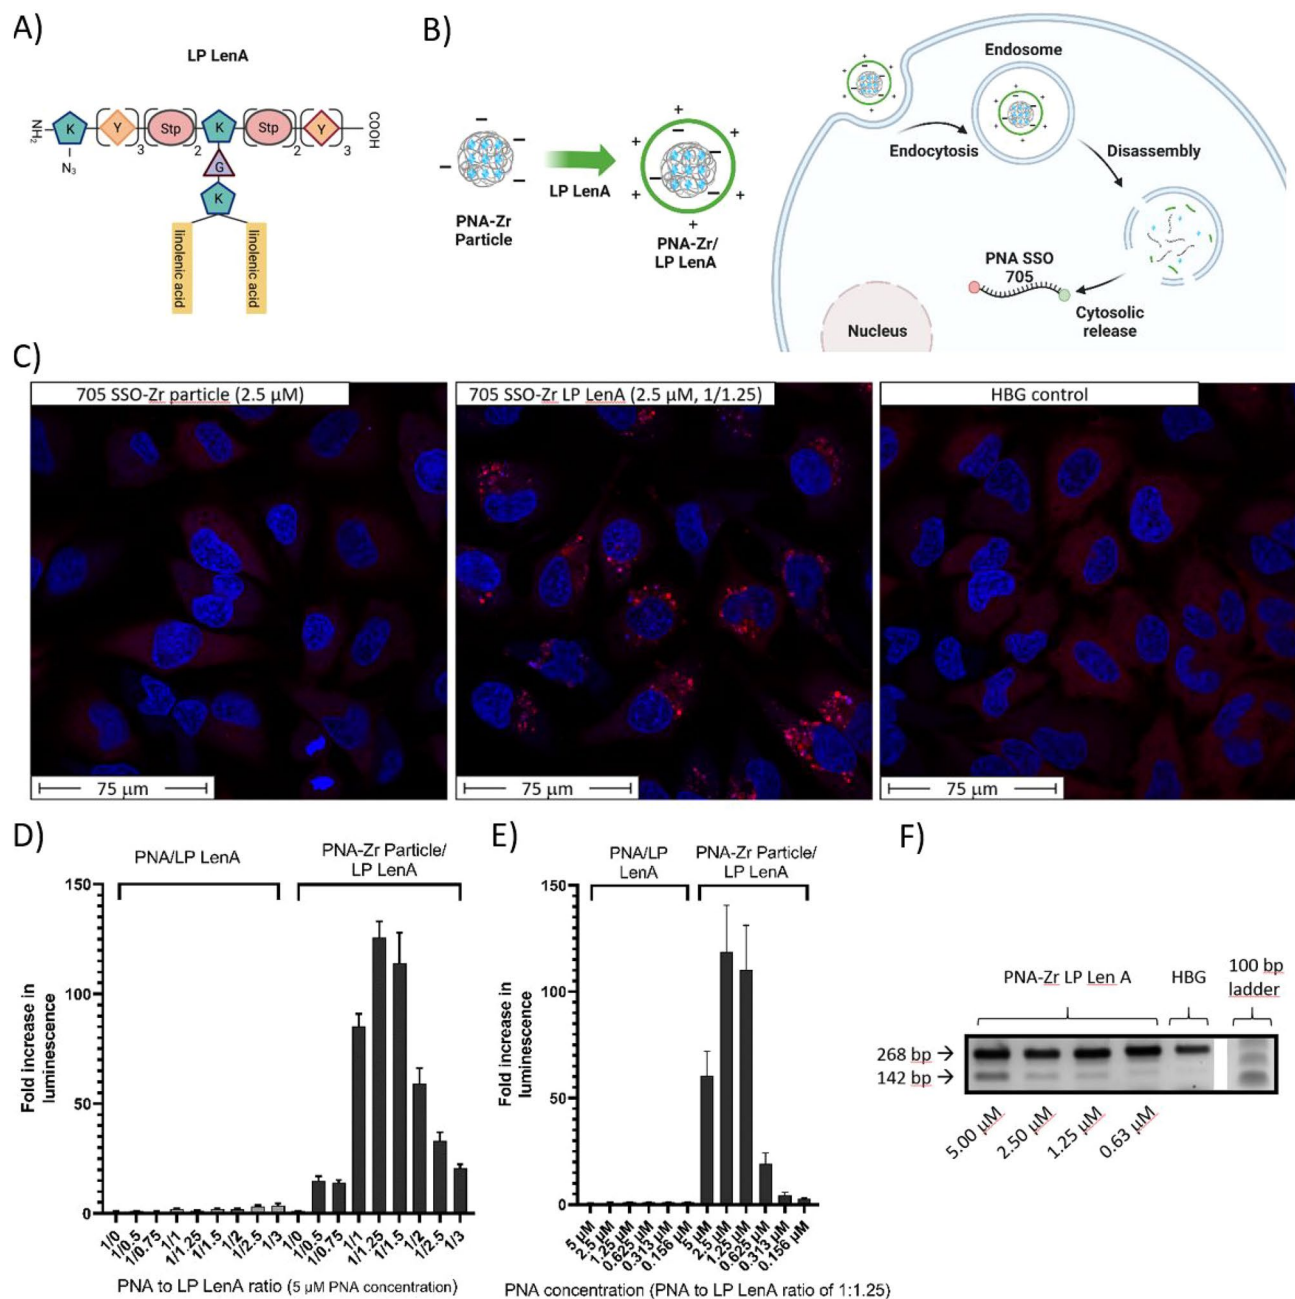 A)
LP LenA
NH2
K
Y
3
Stp
2
K
Stp
2
Y
3
COOH
N3
G
K
linolenic acid
linolenic acid
B)
PNA-Zr
Particle
LP LenA
PNA-Zr/
LP LenA
Endosome
Endocytosis
Disassembly
PNA SSO
705
Cytosolic
release
Nucleus
C)
705 SSO-Zr particle (2.5 µM)
705 SSO-Zr LP LenA (2.5 µM, 1/1.25)
HBG control
75 µm
75 µm
75 µm
D)
PNA/LP LenA
PNA-Zr Particle/
LP LenA
Fold increase in
luminescence
150
100
50
0
1/0
1/0.5
1/0.75
1/1
1/1.25
1/1.5
1/2
1/2.5
1/3
1/0
1/0.5
1/0.75
1/1
1/1.25
1/1.5
1/2
1/2.5
1/3
PNA to LP LenA ratio (5 µM PNA concentration)
E)
PNA/LP
LenA
PNA-Zr Particle/
LP LenA
Fold increase in
luminescence
150
100
50
0
5 µM
2.5 µM
1.25 µM
0.625 µM
0.313 µM
0.156 µM
5 µM
2.5 µM
1.25 µM
0.625 µM
0.313 µM
0.156 µM
PNA concentration (PNA to LP LenA ratio of 1:1.25)
F)
PNA-Zr LP Len A
HBG
100 bp
ladder
268 bp
142 bp
5.00 µM
2.50 µM
1.25 µM
0.63 µM